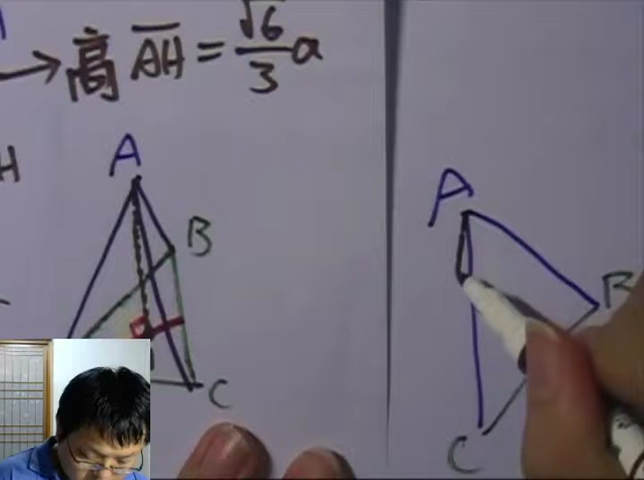 → 高 AH = √6/3 a
H
A
B
C
A
B
C